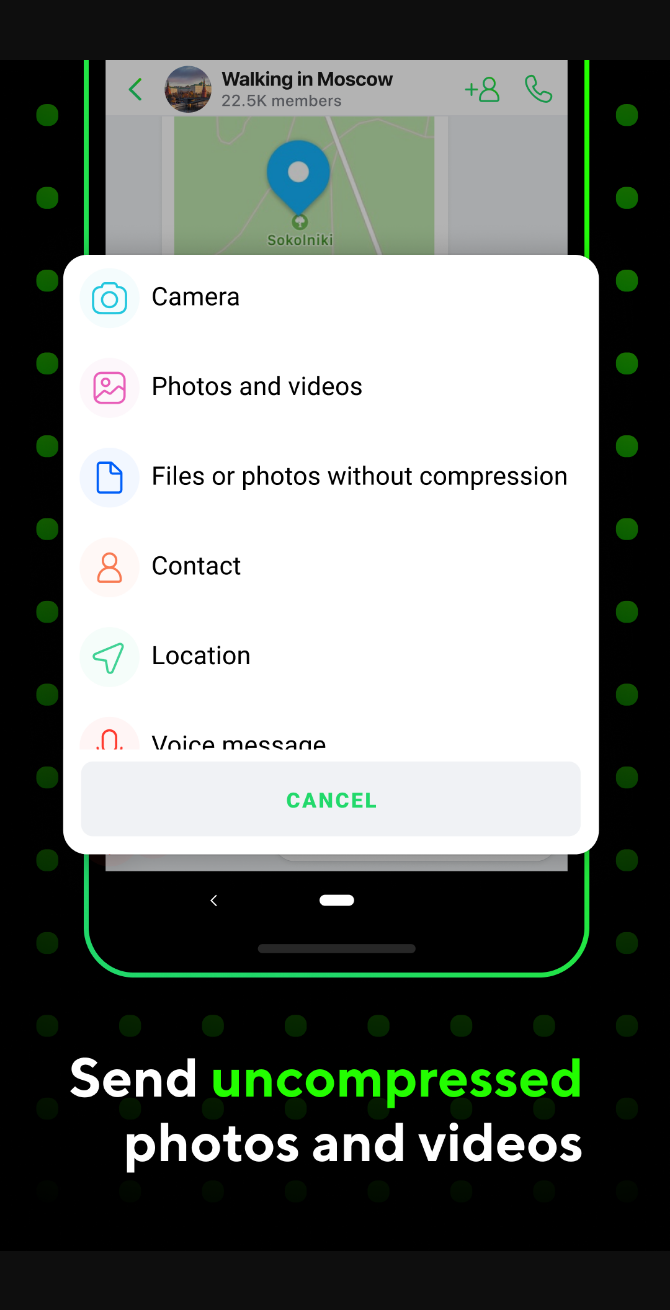 Walking in Moscow
22.5K members
Sokolniki
Camera
Photos and videos
Files or photos without compression
Contact
Location
Voice message
CANCEL
Send uncompressed
photos and videos